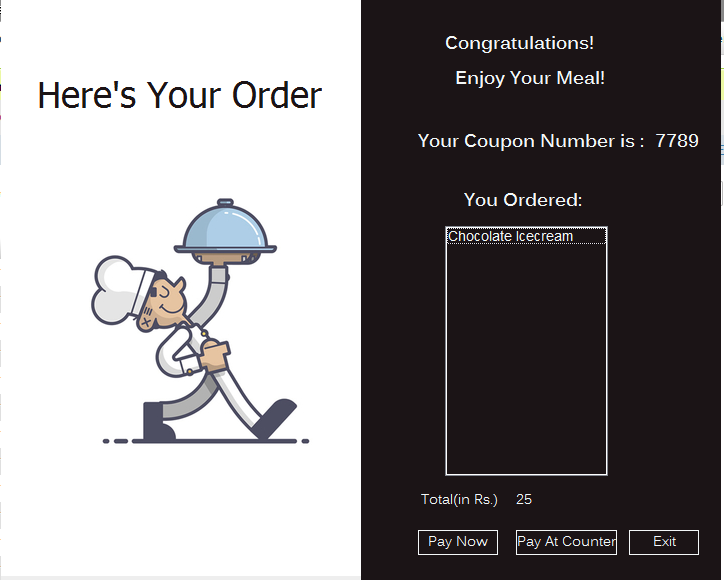 Here's Your Order
Congratulations!
Enjoy Your Meal!
Your Coupon Number is : 7789
You Ordered:
Chocolate Icecream
Total(in Rs.) 25
Pay Now
Pay At Counter
Exit